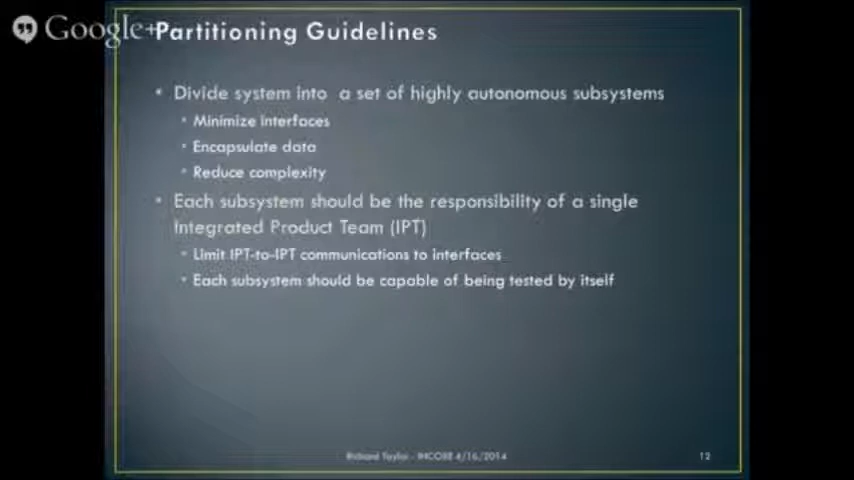 Google+
Partitioning Guidelines
• Divide system into a set of highly autonomous subsystems
• Minimize interfaces
• Encapsulate data
• Reduce complexity
• Each subsystem should be the responsibility of a single
Integrated Product Team (IPT)
• Limit IPT-to-IPT communications to interfaces
• Each subsystem should be capable of being tested by itself
Richard Taylor - INCOSE 4/16/2014
12